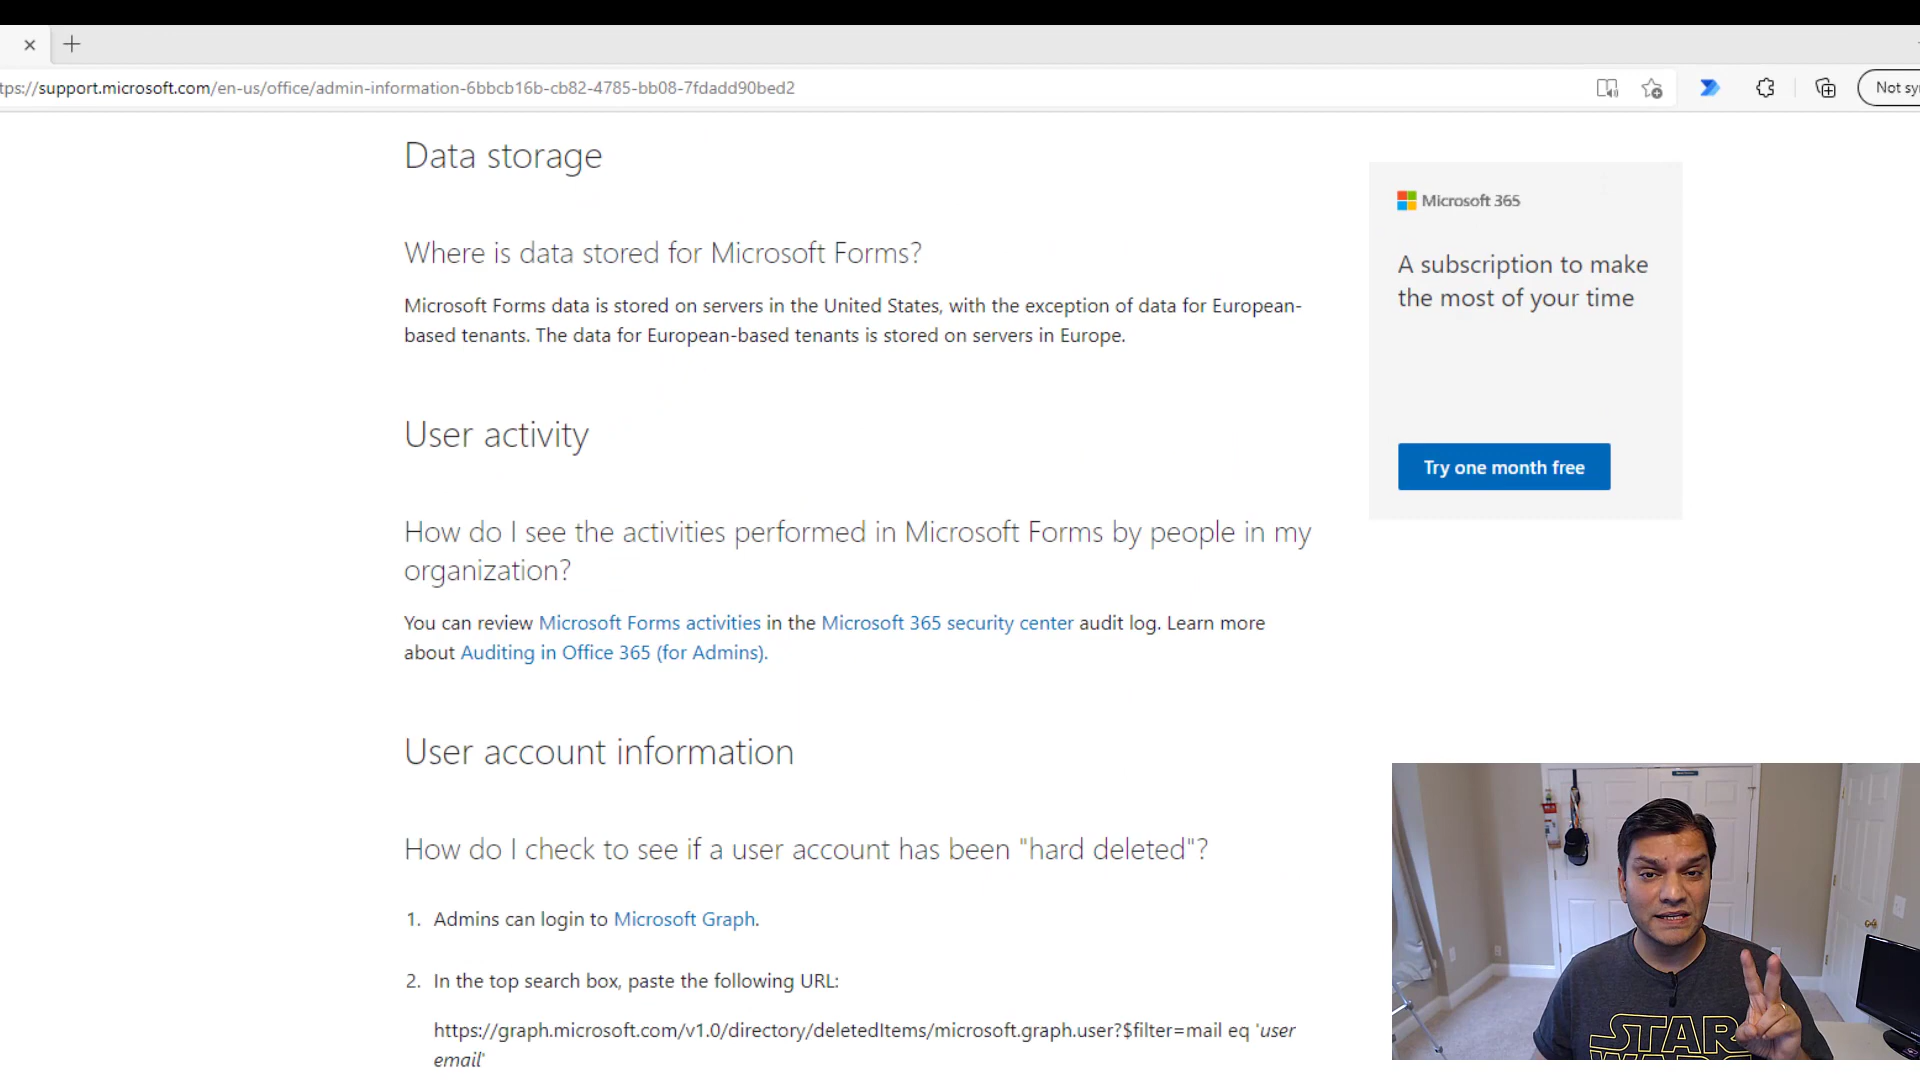 tps://support.microsoft.com/en-us/office/admin-information-6bbcb16b-cb82-4785-bb08-7fdadd90bed2
Not sy
Data storage
Where is data stored for Microsoft Forms?
Microsoft Forms data is stored on servers in the United States, with the exception of data for European-
based tenants. The data for European-based tenants is stored on servers in Europe.
Microsoft 365
A subscription to make
the most of your time
Try one month free
User activity
How do I see the activities performed in Microsoft Forms by people in my
organization?
You can review Microsoft Forms activities in the Microsoft 365 security center audit log. Learn more
about Auditing in Office 365 (for Admins).
User account information
How do I check to see if a user account has been "hard deleted"?
1. Admins can login to Microsoft Graph.
2. In the top search box, paste the following URL:
https://graph.microsoft.com/v1.0/directory/deletedItems/microsoft.graph.user?$filter=mail eq 'user
email'
STAR
WARS